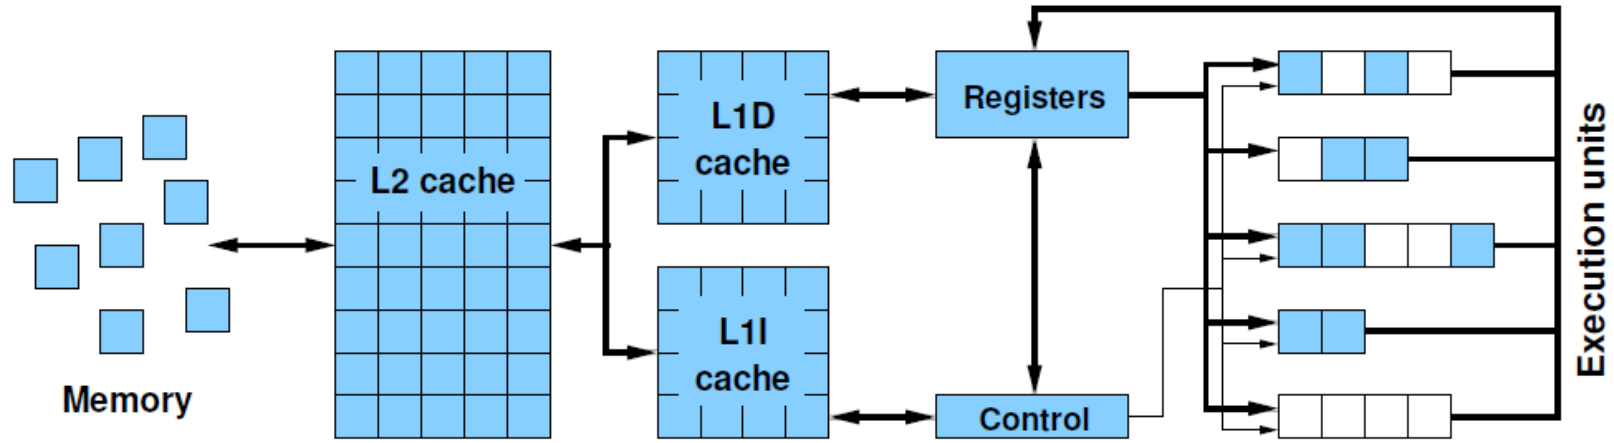 Memory
L2 cache
L1D
cache
L1I
cache
Registers
Control
Execution units